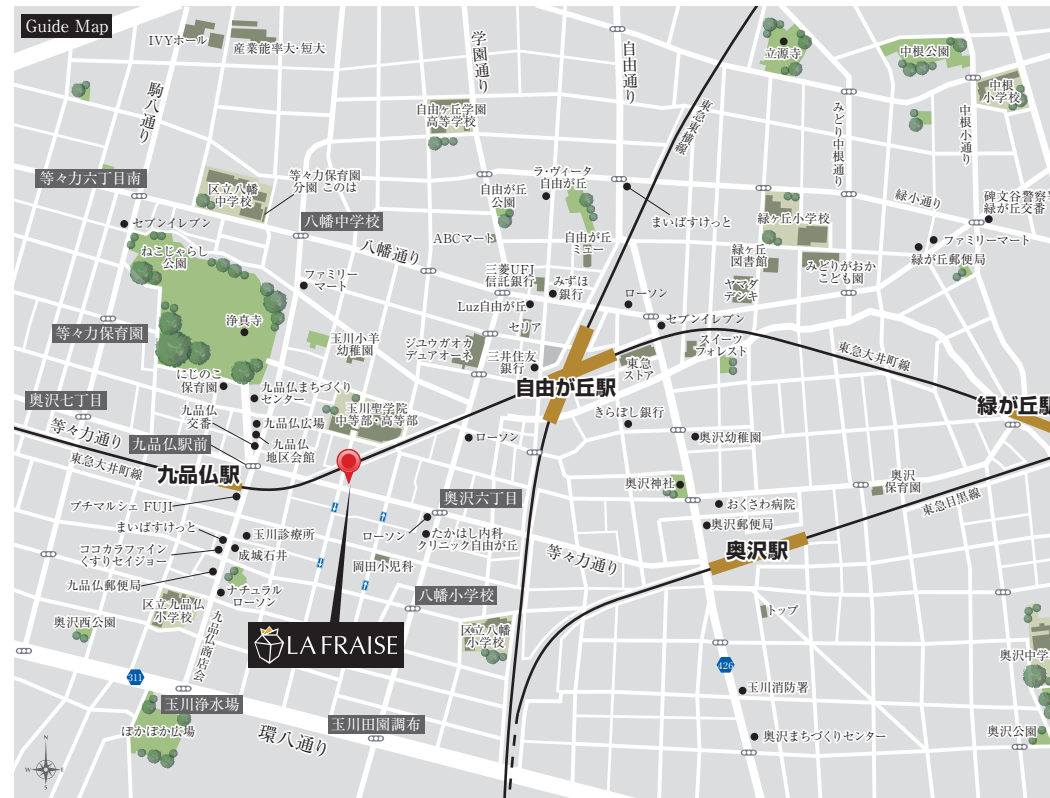 Guide Map
IVYホール
産業能率大・短大
学園通り
自由通り
立源寺
中根公園
中根
小学校
駒八通り
自由ヶ丘学園
高等学校
東急東横線
みどり中根通り
中根小通り
等々力六丁目南
区立八幡
中学校
等々力保育園
分園 このは
自由が丘
公園
ラ・ヴィータ
自由が丘
まいばすけっと
緑ヶ丘小学校
緑小通り
碑文谷警察
緑が丘交番
セブンイレブン
八幡中学校
八幡通り
ABCマート
自由が丘
ミュー
緑ヶ丘
図書館
ファミリーマート
緑が丘郵便局
みどりがおか
こども園
ねこじゃらし
公園
ファミリー
マート
三菱UFJ
信託銀行
みずほ
銀行
ローソン
ヤマダ
デンキ
Luz自由が丘
セブンイレブン
等々力保育園
浄真寺
玉川小羊
幼稚園
ジユウガオカ
デュアオーネ
セリア
三井住友
銀行
東急
ストア
スイーツ
フォレスト
東急大井町線
にじのこ
保育園
九品仏まちづくり
センター
自由が丘駅
緑が丘駅
奥沢七丁目
九品仏
交番
九品仏広場
玉川聖学院
中等部・高等部
きらぼし銀行
等々力通り
九品仏駅前
九品仏
地区会館
ローソン
奥沢幼稚園
東急大井町線
九品仏駅
奥沢神社
奥沢
保育園
プチマルシェ FUJI
奥沢六丁目
おくさわ病院
東急目黒線
まいばすけっと
玉川診療所
ローソン
たかはし内科
クリニック自由が丘
奥沢郵便局
ココカラファイン
くすりセイジョー
成城石井
岡田小児科
等々力通り
奥沢駅
九品仏郵便局
ナチュラル
ローソン
八幡小学校
区立九品仏
小学校
奥沢西公園
九品仏商店会
LA FRAISE
区立八幡
小学校
トップ
奥沢中学
311
426
玉川消防署
玉川浄水場
玉川田園調布
ぽかぽか広場
環八通り
奥沢まちづくりセンター
奥沢公園
N
W
E
S